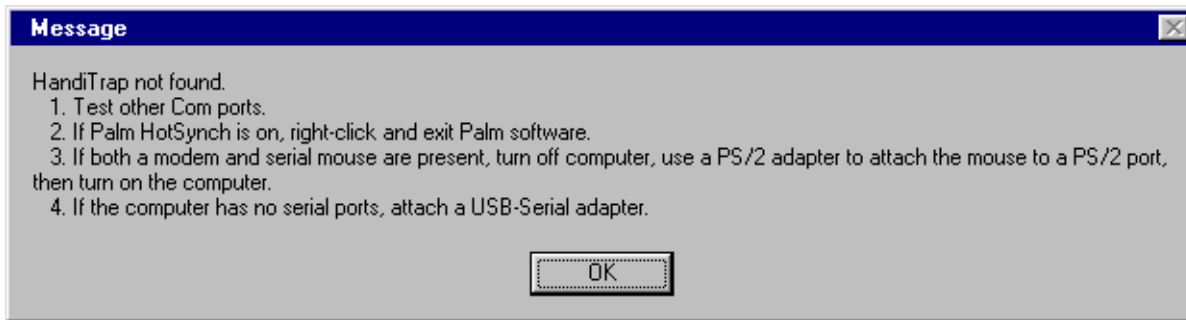 Message
HandiTrap not found.
1. Test other Com ports.
2. If Palm HotSynch is on, right-click and exit Palm software.
3. If both a modem and serial mouse are present, turn off computer, use a PS/2 adapter to attach the mouse to a PS/2 port,
then turn on the computer.
4. If the computer has no serial ports, attach a USB-Serial adapter.
OK